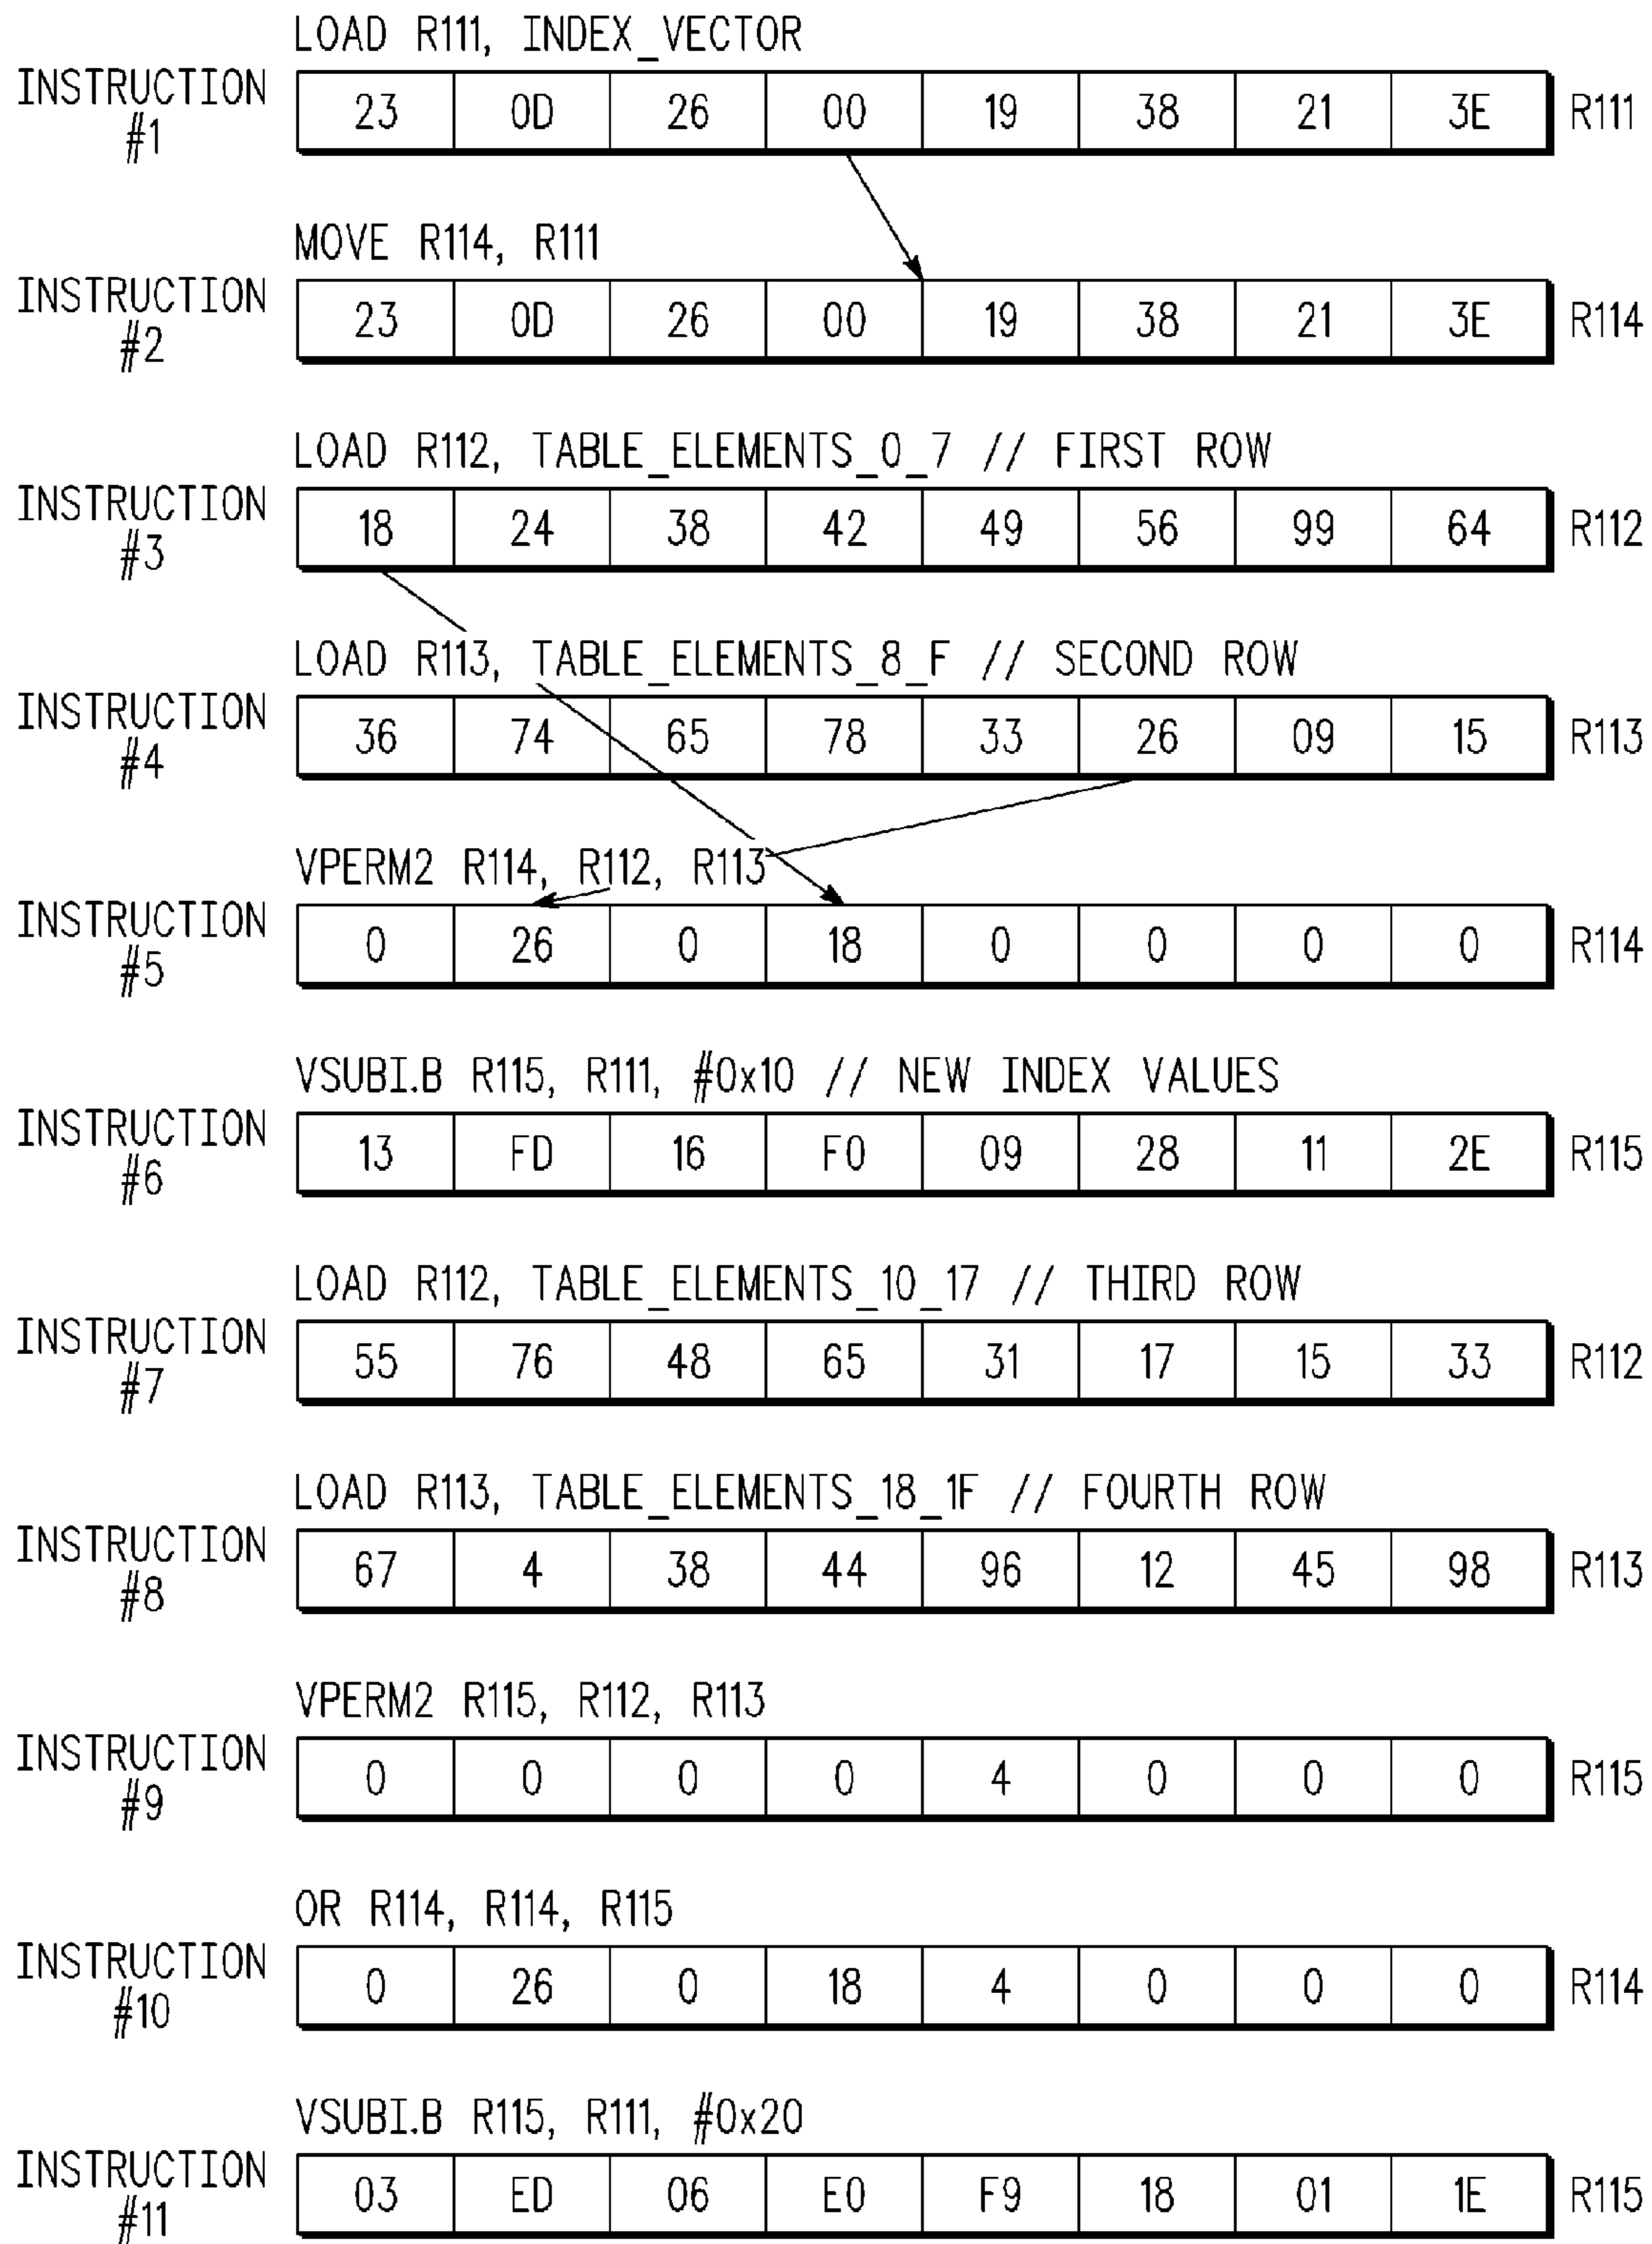 LOAD R111, INDEX_VECTOR
INSTRUCTION #1 23 0D 26 00 19 38 21 3E R111
MOVE R114, R111
INSTRUCTION #2 23 0D 26 00 19 38 21 3E R114
LOAD R112, TABLE_ELEMENTS_0_7 // FIRST ROW
INSTRUCTION #3 18 24 38 42 49 56 99 64 R112
LOAD R113, TABLE_ELEMENTS_8_F // SECOND ROW
INSTRUCTION #4 36 74 65 78 33 26 09 15 R113
VPERM2 R114, R112, R113
INSTRUCTION #5 0 26 0 18 0 0 0 0 R114
VSUBI.B R115, R111, #0x10 // NEW INDEX VALUES
INSTRUCTION #6 13 FD 16 F0 09 28 11 2E R115
LOAD R112, TABLE_ELEMENTS_10_17 // THIRD ROW
INSTRUCTION #7 55 76 48 65 31 17 15 33 R112
LOAD R113, TABLE_ELEMENTS_18_1F // FOURTH ROW
INSTRUCTION #8 67 4 38 44 96 12 45 98 R113
VPERM2 R115, R112, R113
INSTRUCTION #9 0 0 0 0 4 0 0 0 R115
OR R114, R114, R115
INSTRUCTION #10 0 26 0 18 4 0 0 0 R114
VSUBI.B R115, R111, #0x20
INSTRUCTION #11 03 ED 06 E0 F9 18 01 1E R115